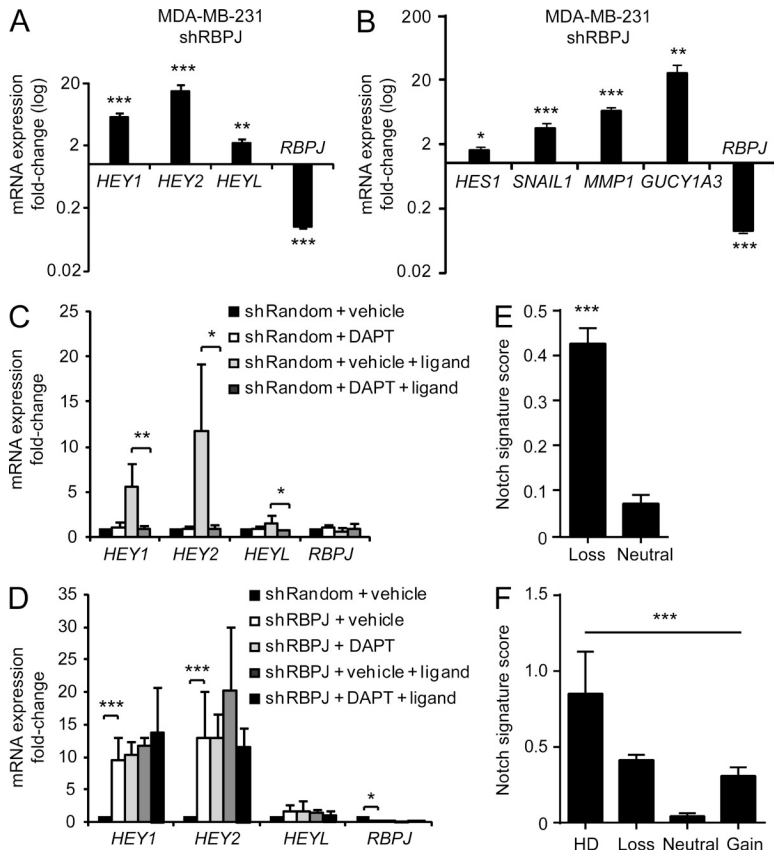 A
MDA-MB-231
shRBPJ
mRNA expression
fold-change (log)
20
2
0.2
0.02
***
***
**
RBPJ
HEY1 HEY2 HEYL
***
B
MDA-MB-231
shRBPJ
mRNA expression
fold-change (log)
200
20
2
0.2
0.02
*
***
***
**
RBPJ
HES1 SNAIL1 MMP1 GUCY1A3
***
C
mRNA expression
fold-change
25
20
15
10
5
0
shRandom + vehicle
shRandom + DAPT
shRandom + vehicle + ligand
shRandom + DAPT + ligand
**
*
*
HEY1 HEY2 HEYL RBPJ
E
Notch signature score
0.5
0.4
0.3
0.2
0.1
0
***
Loss Neutral
D
mRNA expression
fold-change
35
30
25
20
15
10
5
0
shRandom + vehicle
shRBPJ + vehicle
shRBPJ + DAPT
shRBPJ + vehicle + ligand
shRBPJ + DAPT + ligand
***
***
*
HEY1 HEY2 HEYL RBPJ
F
Notch signature score
1.5
1.0
0.5
0
***
HD Loss Neutral Gain